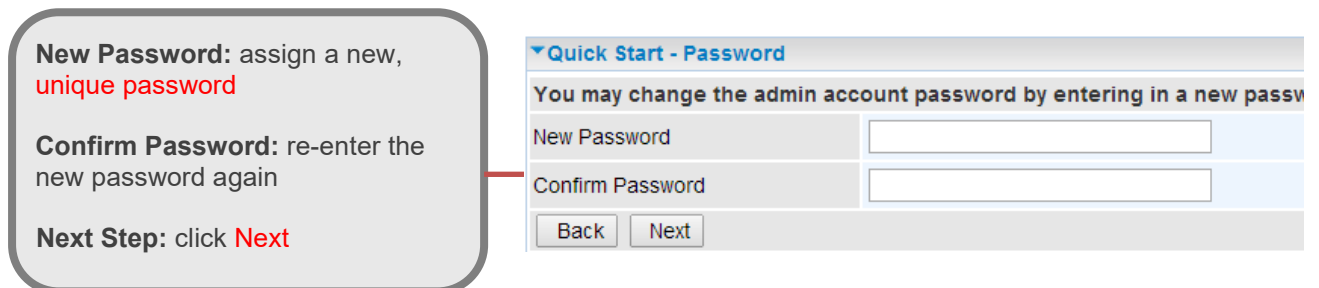 New Password: assign a new,
unique password
Confirm Password: re-enter the
new password again
Next Step: click Next
Quick Start - Password
You may change the admin account password by entering in a new passw
New Password
Confirm Password
Back Next